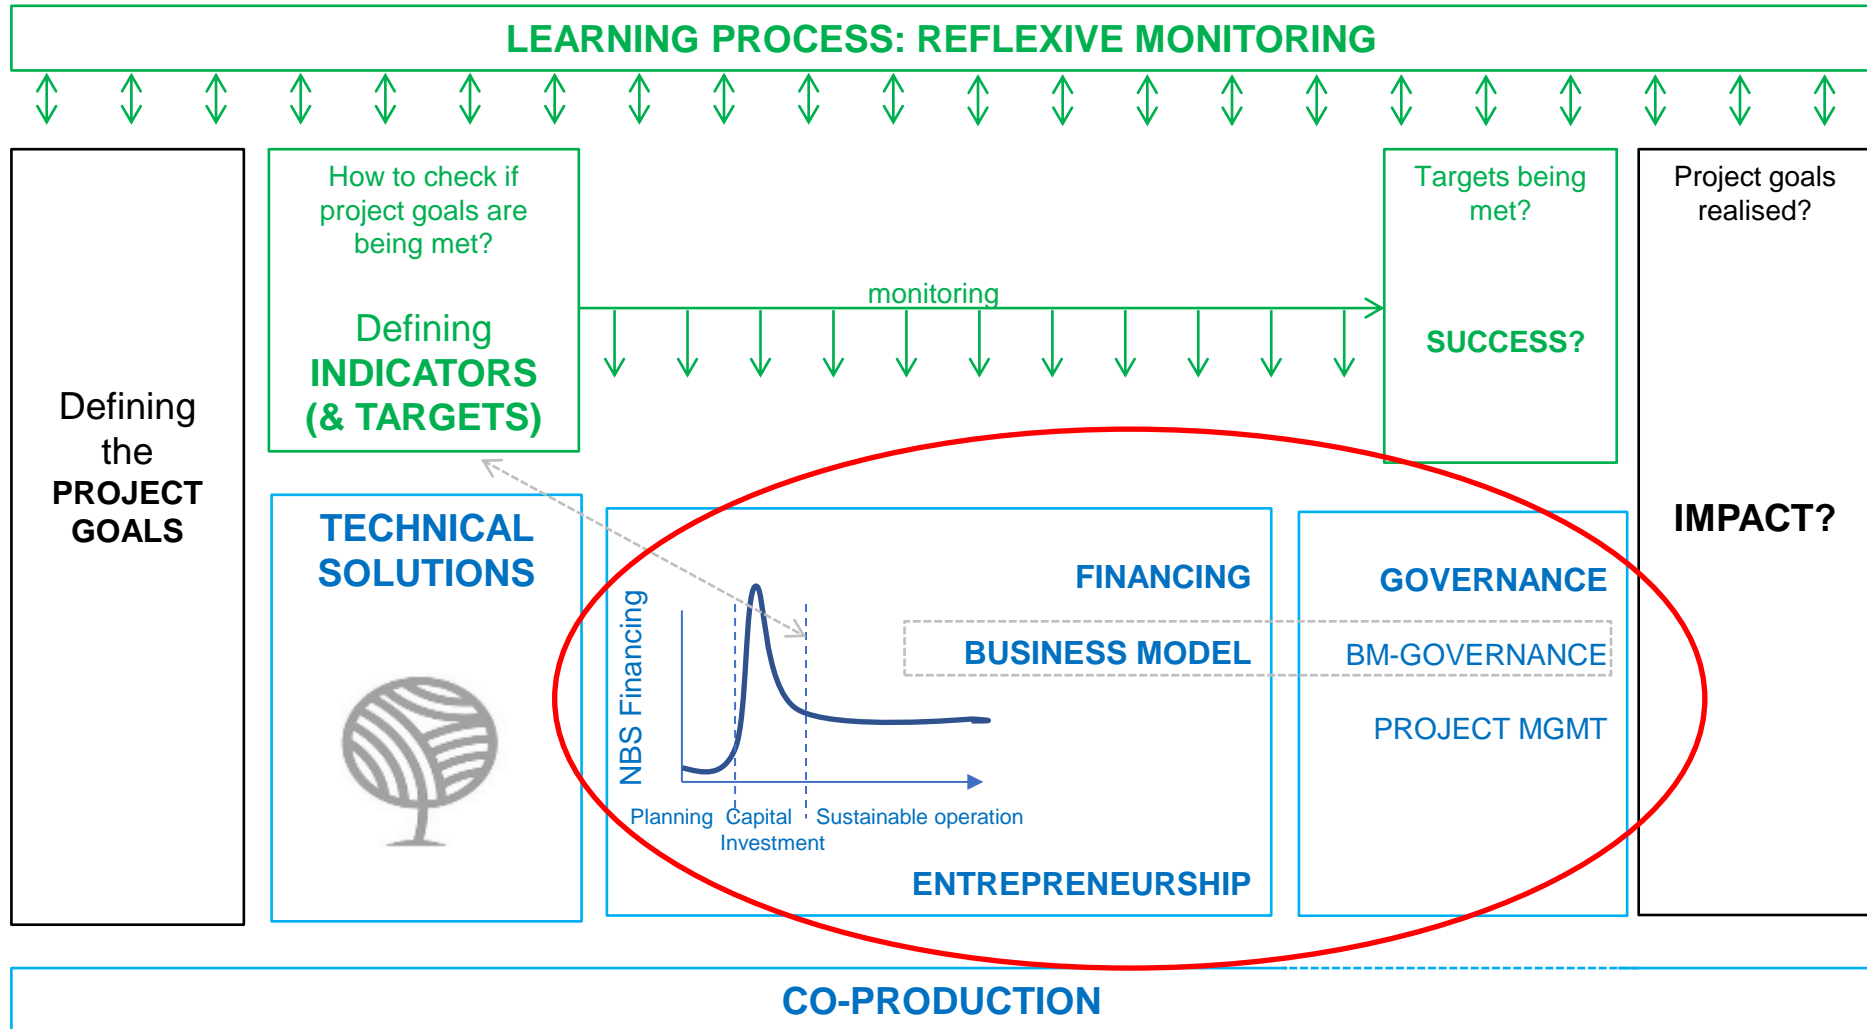 LEARNING PROCESS: REFLEXIVE MONITORING
Defining
the
PROJECT
GOALS
How to check if
project goals are
being met?
Defining
INDICATORS
(& TARGETS)
monitoring
Targets being
met?
SUCCESS?
Project goals
realised?
IMPACT?
TECHNICAL
SOLUTIONS
NBS Financing
Planning
Capital
Investment
Sustainable operation
FINANCING
BUSINESS MODEL
ENTREPRENEURSHIP
GOVERNANCE
BM-GOVERNANCE
PROJECT MGMT
CO-PRODUCTION